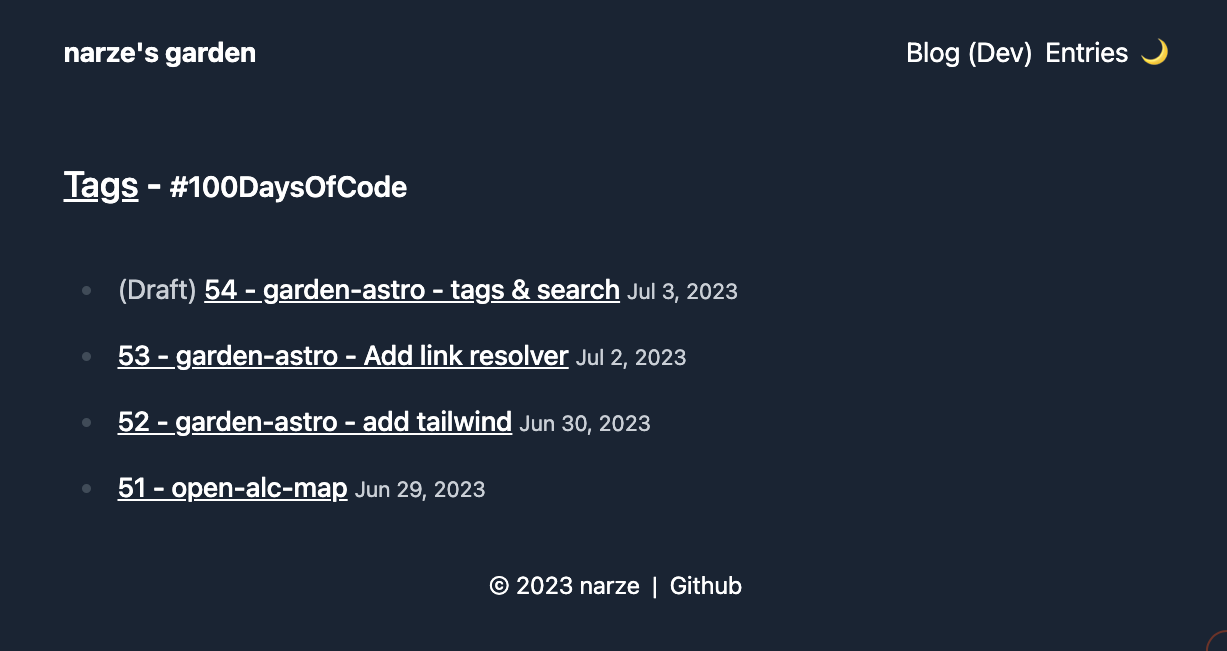 narze's garden Blog (Dev) Entries 🌙
Tags - #100DaysOfCode
(Draft) 54 - garden-astro - tags & search Jul 3, 2023
53 - garden-astro - Add link resolver Jul 2, 2023
52 - garden-astro - add tailwind Jun 30, 2023
51 - open-alc-map Jun 29, 2023
© 2023 narze | Github